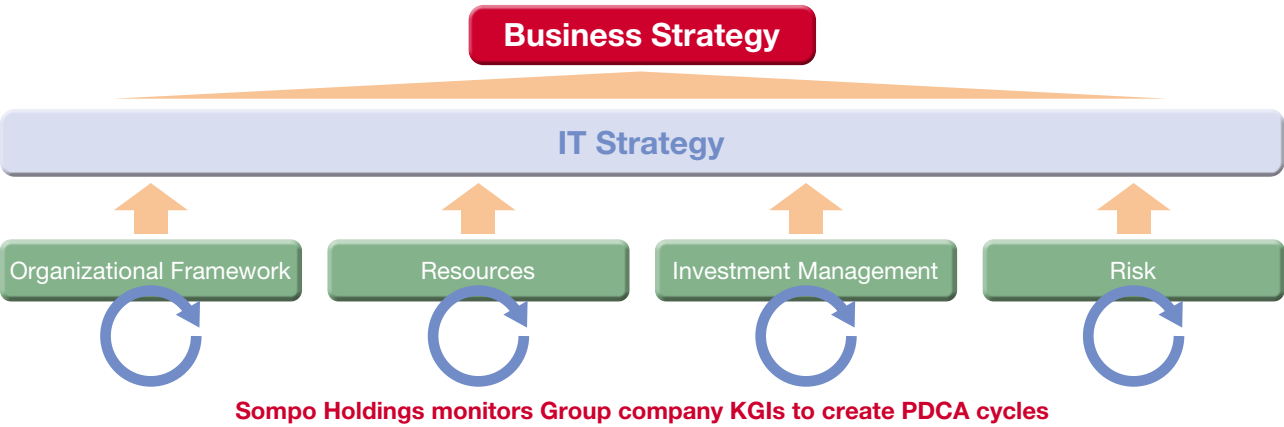 Business Strategy
IT Strategy
Organizational Framework
Resources
Investment Management
Risk
Sompo Holdings monitors Group company KGIs to create PDCA cycles